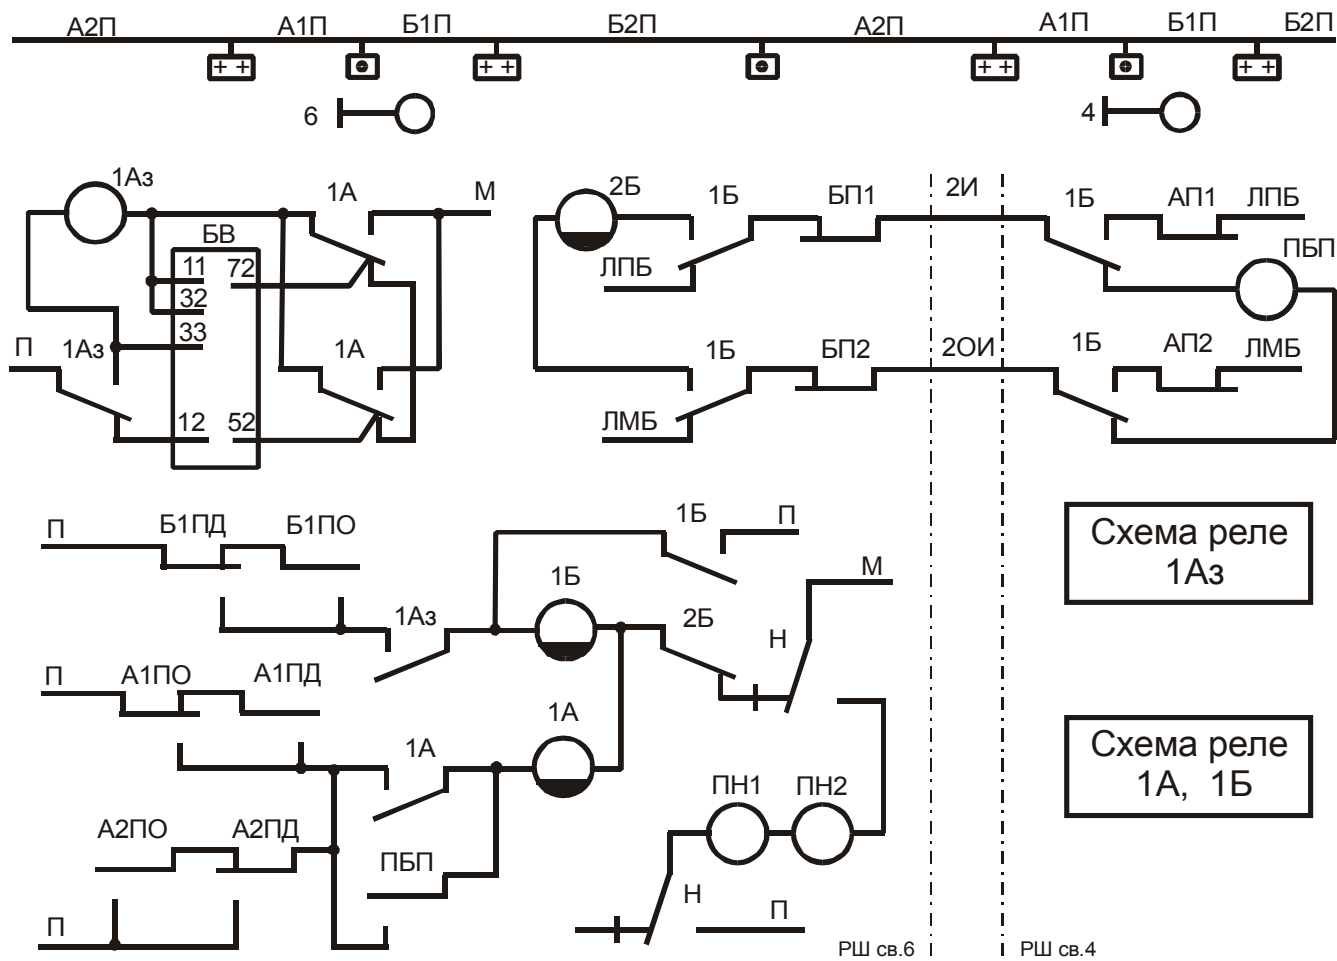 А2П А1П Б1П Б2П А2П А1П Б1П Б2П
+ + + + + + + +
6 4
1Аз 1А М 2Б 1Б БП1 2И 1Б АП1 ЛПБ
БВ ЛПБ ПБП
11 72
32
33
П 1Аз 1А 1Б БП2 2ОИ 1Б АП2 ЛМБ
12 52 ЛМБ
П Б1ПД Б1ПО 1Б П
Схема реле
1Аз
1Б М
1Аз 2Б Н
П А1ПО А1ПД
1А 1А
Схема реле
1А, 1Б
ПН1 ПН2
А2ПО А2ПД
ПБП
Н
П П
РШ св.6 РШ св.4